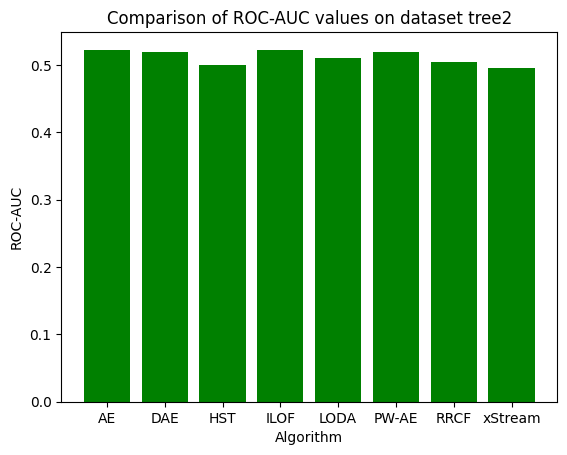 Comparison of ROC-AUC values on dataset tree2
ROC-AUC
0.5
0.4
0.3
0.2
0.1
0.0
AE DAE HST ILOF LODA PW-AE RRCF xStream
Algorithm